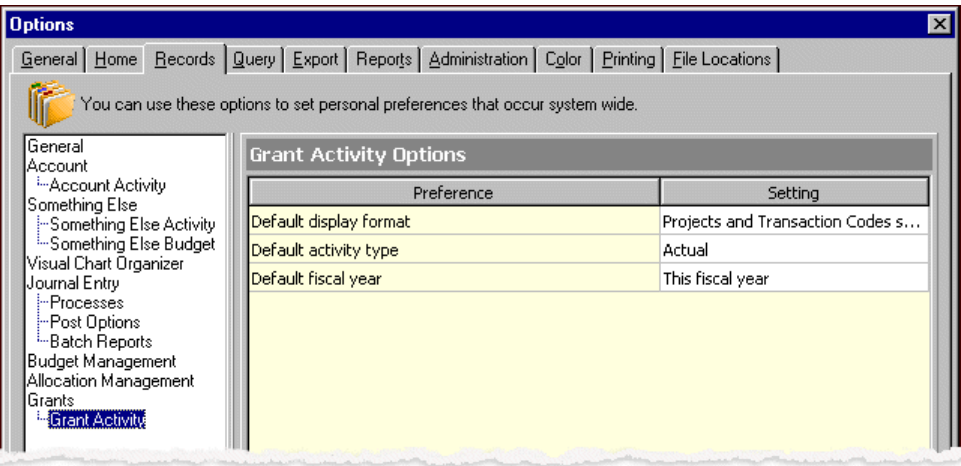 Options
General Home Records Query Export Reports Administration Color Printing File Locations
You can use these options to set personal preferences that occur system wide.
General
Account
Account Activity
Something Else
Something Else Activity
Something Else Budget
Visual Chart Organizer
Journal Entry
Processes
Post Options
Batch Reports
Budget Management
Allocation Management
Grants
Grant Activity
Grant Activity Options
Preference Setting
Default display format Projects and Transaction Codes s...
Default activity type Actual
Default fiscal year This fiscal year